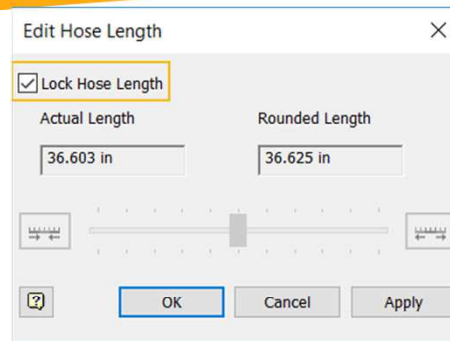 Edit Hose Length
Lock Hose Length
Actual Length Rounded Length
36.603 in 36.625 in
OK Cancel Apply